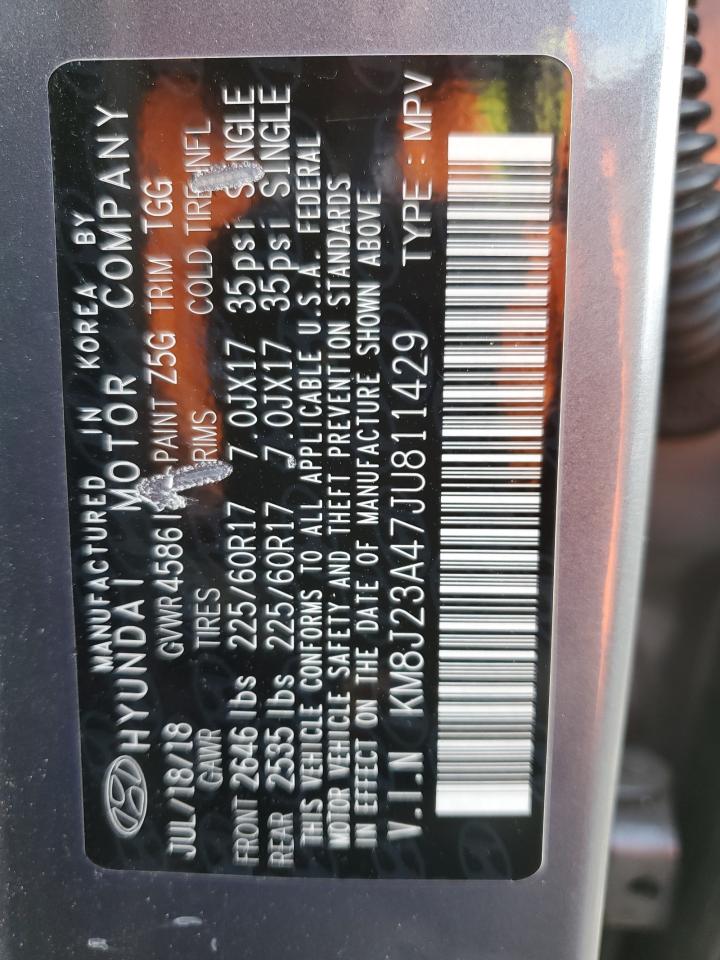 MANUFACTURED IN KOREA BY
HYUNDAI MOTOR COMPANY
JUL/18/18 GVWR 4586 PAINT Z5G TRIM TGG
GAWR TIRES RIMS COLD TIRE INFL
FRONT 2646 lbs 225/60R17 7.0JX17 35psi SINGLE
REAR 2535 lbs 225/60R17 7.0JX17 35psi SINGLE
THIS VEHICLE CONFORMS TO ALL APPLICABLE U.S.A. FEDERAL
MOTOR VEHICLE SAFETY AND THEFT PREVENTION STANDARDS
IN EFFECT ON THE DATE OF MANUFACTURE SHOWN ABOVE
V.I.N KM8J23A47JU811429 TYPE : MPV